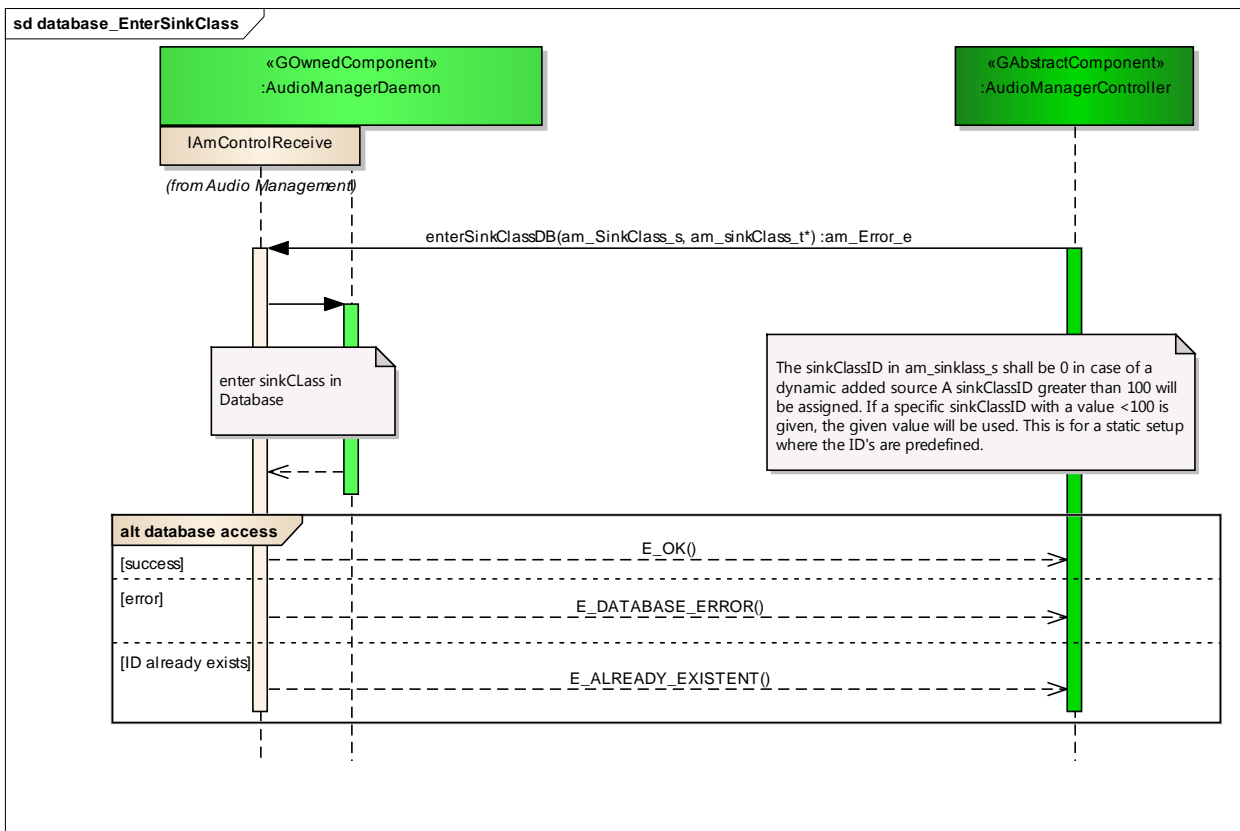 sd database_EnterSinkClass
«GOwnedComponent»
:AudioManagerDaemon
«GAbstractComponent»
:AudioManagerController
IAmControlReceive
(from Audio Management)
enterSinkClassDB(am_SinkClass_s, am_sinkClass_t*) :am_Error_e
enter sinkCLass in
Database
The sinkClassID in am_sinklass_s shall be 0 in case of a
dynamic added source A sinkClassID greater than 100 will
be assigned. If a specific sinkClassID with a value <100 is
given, the given value will be used. This is for a static setup
where the ID's are predefined.
alt database access
[success]
E_OK()
[error]
E_DATABASE_ERROR()
[ID already exists]
E_ALREADY_EXISTENT()